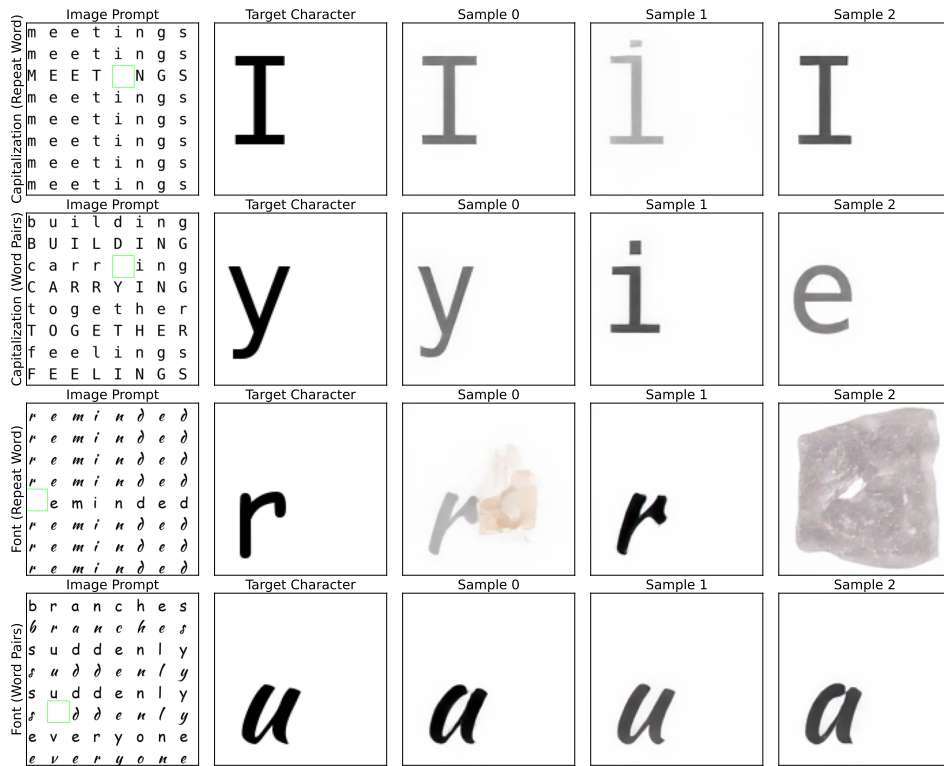 Image Prompt Target Character Sample 0 Sample 1 Sample 2
Capitalization (Repeat Word)
m e e t i n g s
m e e t i n g s
M E E T N G S
m e e t i n g s
m e e t i n g s
m e e t i n g s
m e e t i n g s
m e e t i n g s
I I i I
Image Prompt Target Character Sample 0 Sample 1 Sample 2
Capitalization (Word Pairs)
b u i l d i n g
B U I L D I N G
c a r r i n g
C A R R Y I N G
t o g e t h e r
T O G E T H E R
f e e l i n g s
F E E L I N G S
y y i e
Image Prompt Target Character Sample 0 Sample 1 Sample 2
Font (Repeat Word)
r e m i n d e d
r e m i n d e d
r e m i n d e d
r e m i n d e d
e m i n d e d
r e m i n d e d
r e m i n d e d
r e m i n d e d
r r r
Image Prompt Target Character Sample 0 Sample 1 Sample 2
Font (Word Pairs)
b r a n c h e s
b r a n c h e s
s u d d e n l y
s u d d e n l y
s u d d e n l y
s d d e n l y
e v e r y o n e
e v e r y o n e
u a u a